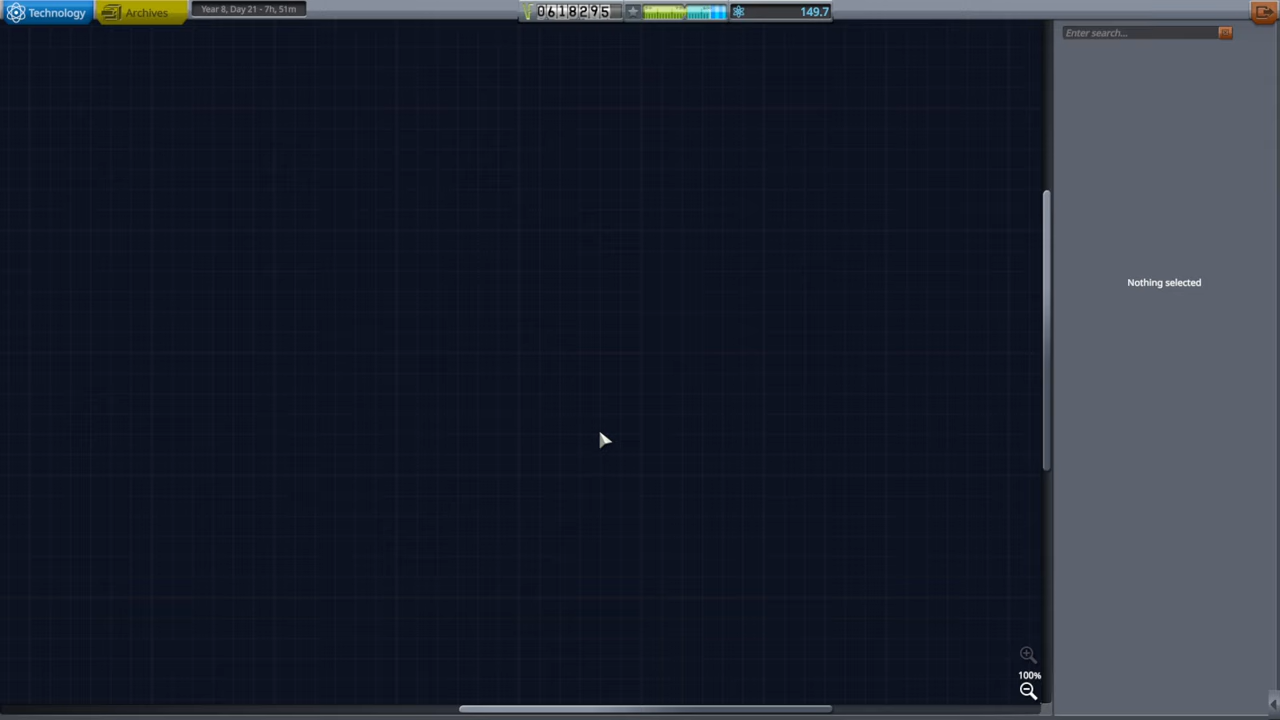 Technology
Archives
Year 8, Day 21 - 7h, 51m
0618295
149.7
Enter search...
Nothing selected
100%